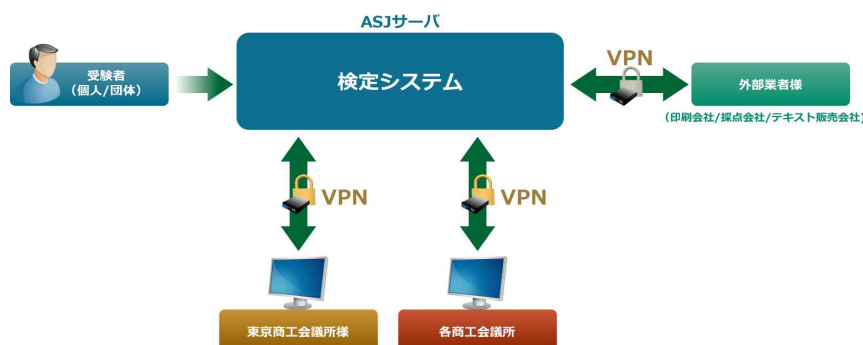 ASJサーバ
受験者
(個人/団体)
検定システム
VPN
外部業者様
(印刷会社/採点会社/テキスト販売会社)
VPN
VPN
東京商工会議所様
各商工会議所